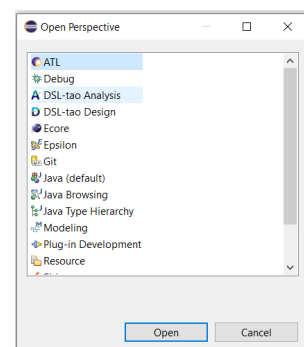 Open Perspective
ATL
Debug
DSL-tao Analysis
DSL-tao Design
Ecore
Epsilon
Git
Java (default)
Java Browsing
Java Type Hierarchy
Modeling
Plug-in Development
Resource
Open
Cancel